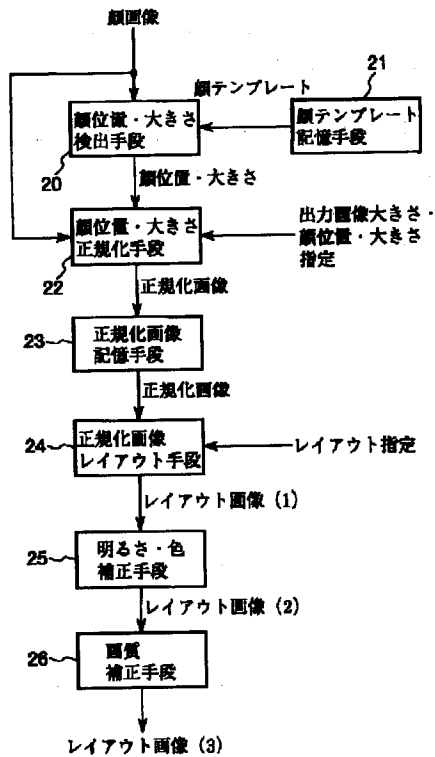 顔画像
顔テンプレート
21
顔位置・大きさ
検出手段
顔テンプレート
記憶手段
20
顔位置・大きさ
顔位置・大きさ
正規化手段
出力画像大きさ・
顔位置・大きさ
指定
22
正規化画像
23
正規化画像
記憶手段
正規化画像
24
正規化画像
レイアウト手段
レイアウト指定
レイアウト画像 (1)
25
明るさ・色
補正手段
レイアウト画像 (2)
26
画質
補正手段
レイアウト画像 (3)